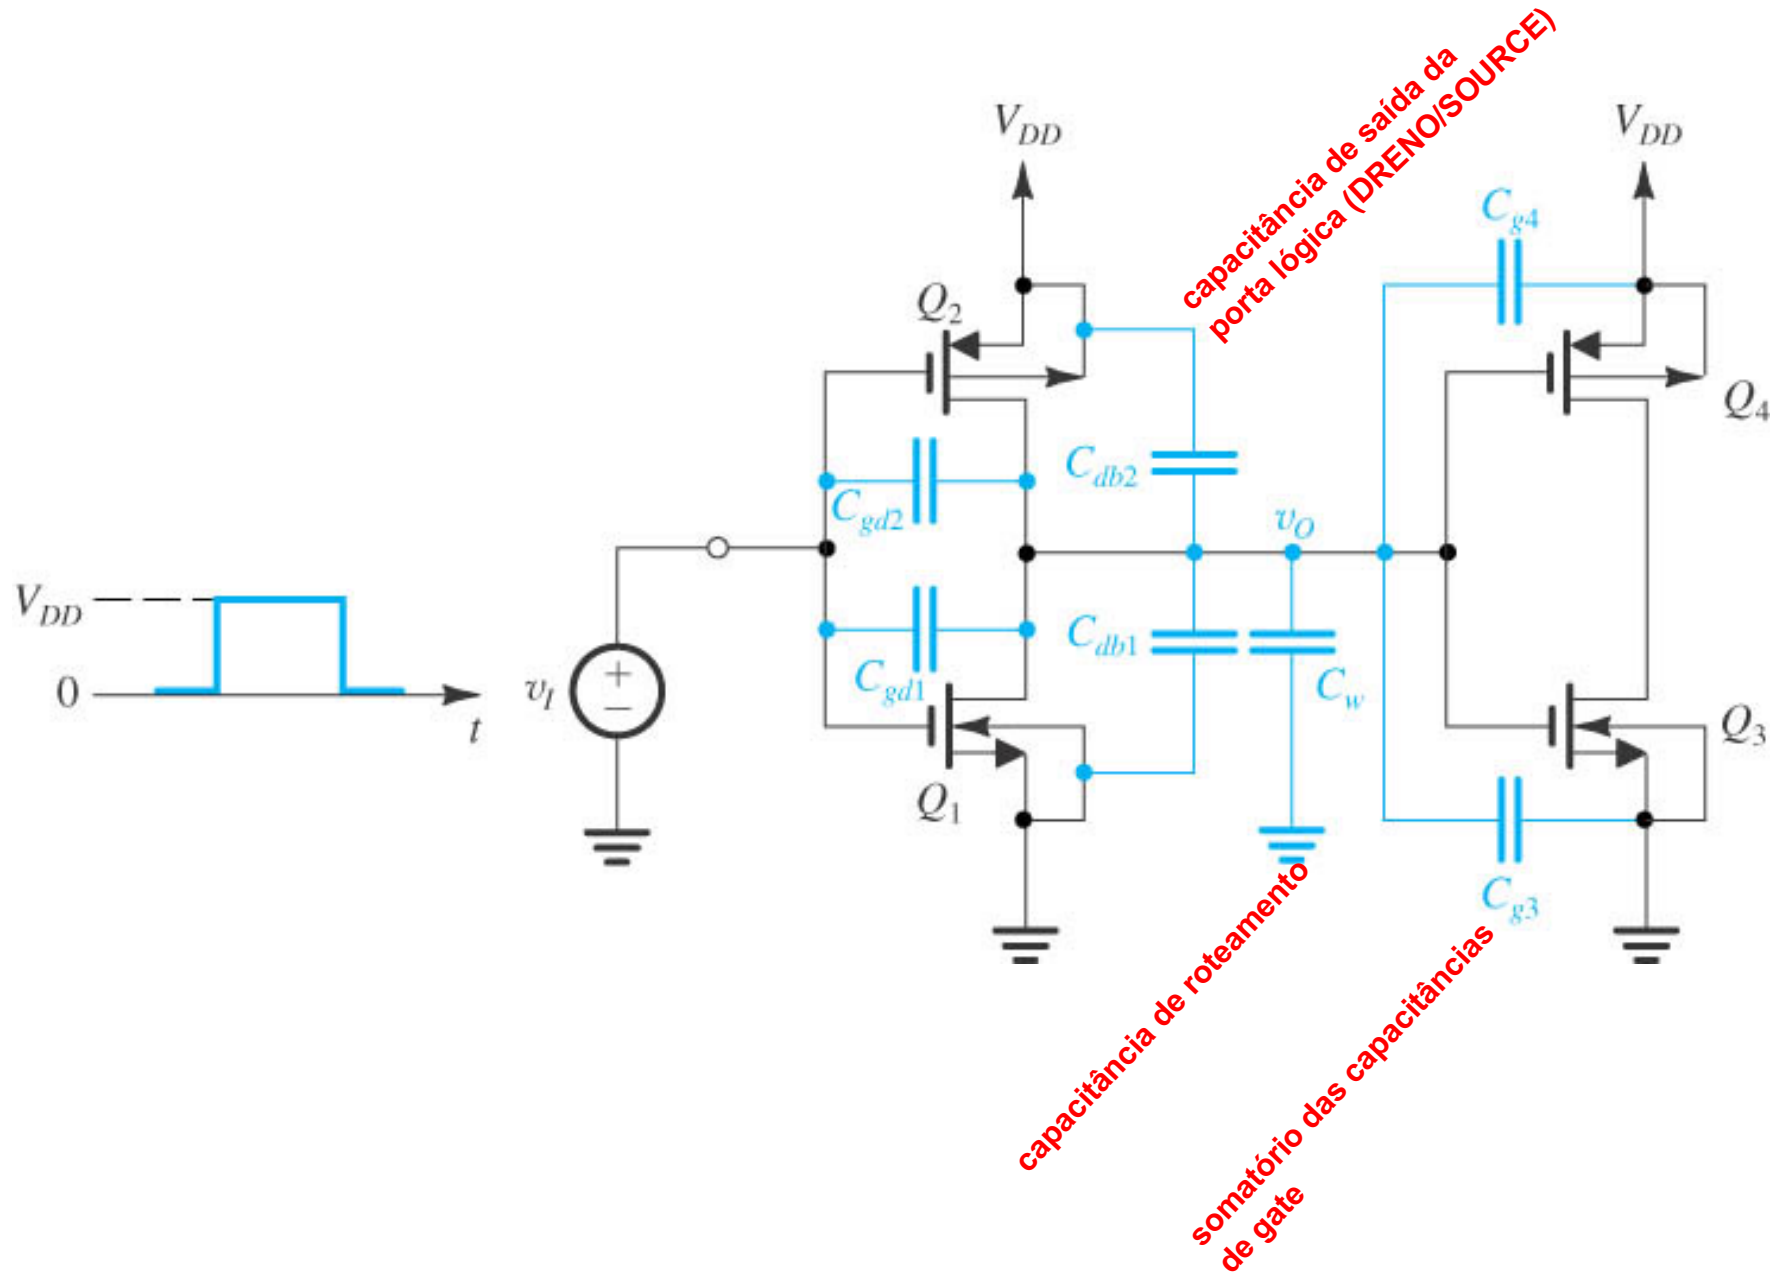 capacitância de saída da
porta lógica (DRENO/SOURCE)
V_DD
V_DD
C_g4
Q_2
Q_4
C_db2
C_gd2
v_O
V_DD
0
t
v_I
C_db1
C_gd1
C_w
Q_3
Q_1
C_g3
capacitância de roteamento
somatório das capacitâncias
de gate